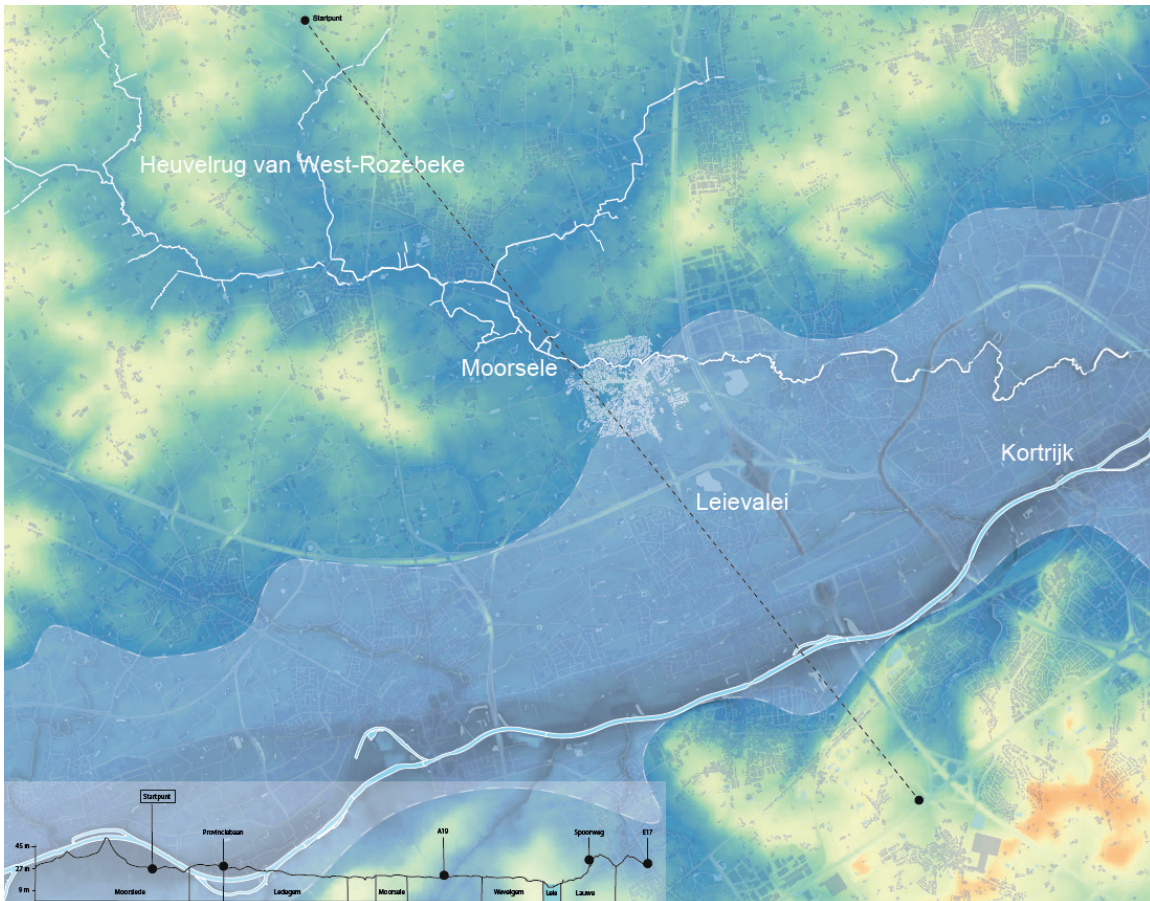 Startpunt
Heuvelrug van West-Rozebeke
Moorsele
Kortrijk
Leievalei
Startpunt
Provinciebaan
A19
Spoorweg
E17
45 m
27 m
9 m
Moorslede
Ledegem
Moorsele
Wevelgem
Leie
Lauwe